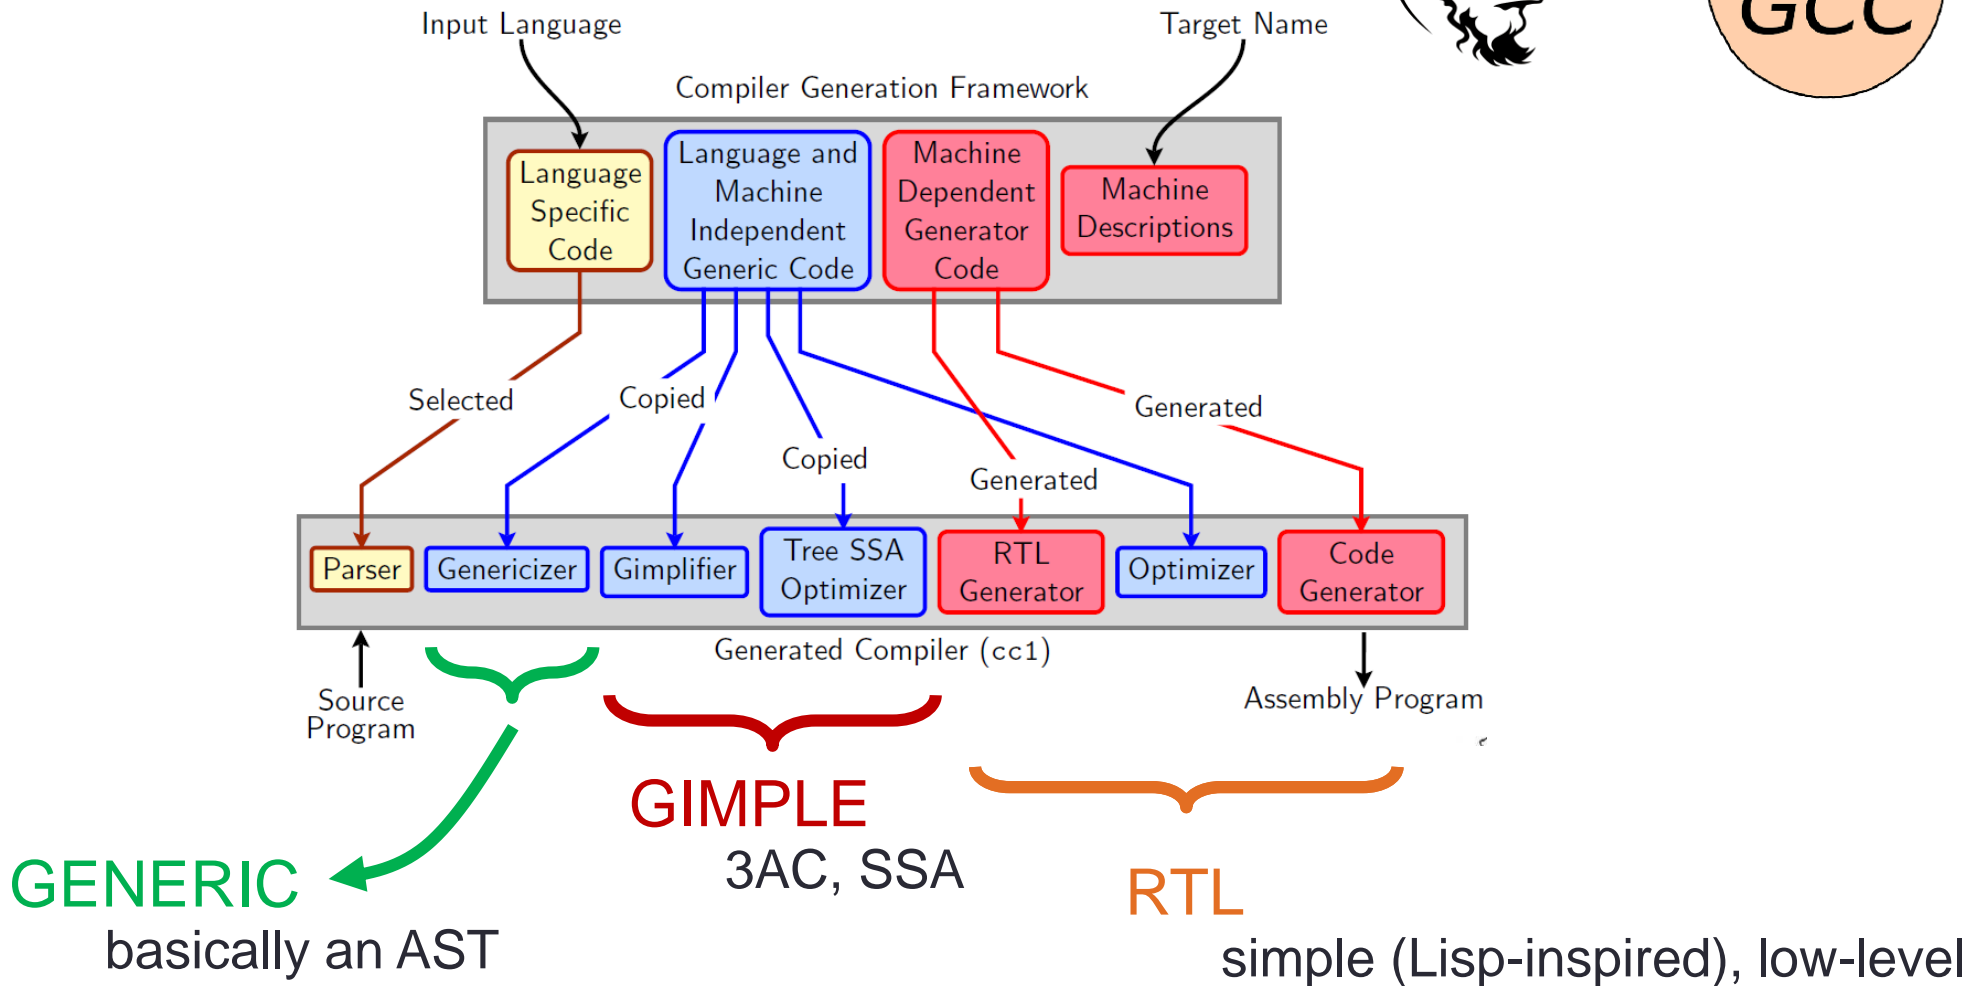 GCC
Input Language
Target Name
Compiler Generation Framework
Language
Specific
Code
Language and
Machine
Independent
Generic Code
Machine
Dependent
Generator
Code
Machine
Descriptions
Selected
Copied
Copied
Generated
Generated
Parser
Genericizer
Gimplifier
Tree SSA
Optimizer
RTL
Generator
Optimizer
Code
Generator
Generated Compiler (cc1)
Source
Program
Assembly Program
GIMPLE
3AC, SSA
GENERIC
basically an AST
RTL
simple (Lisp-inspired), low-level